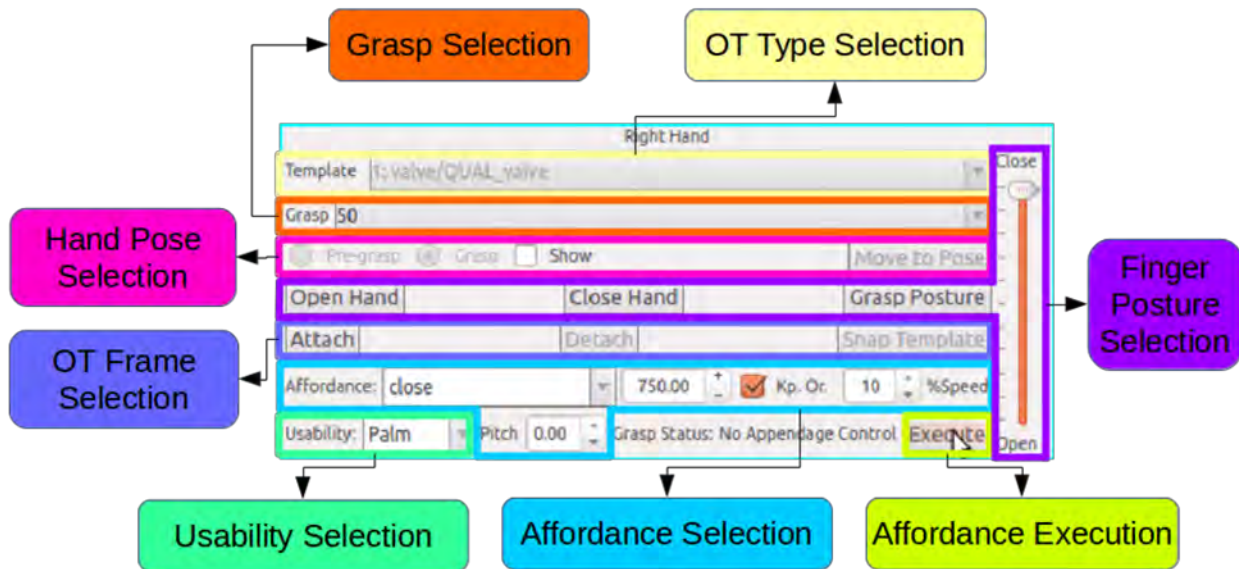 Grasp Selection
OT Type Selection
Right Hand
Template 1: valve/QUAL_valve
Close
Grasp 50
Hand Pose
Selection
Pre-grasp Grasp Show Move to Pose
Finger
Posture
Selection
Open Hand Close Hand Grasp Posture
OT Frame
Selection
Attach Detach Snap Template
Affordance: close 750.00 Kp. Or. 10 %Speed
Usability: Palm Pitch 0.00 Grasp Status: No Appendage Control Execute
Open
Usability Selection
Affordance Selection
Affordance Execution